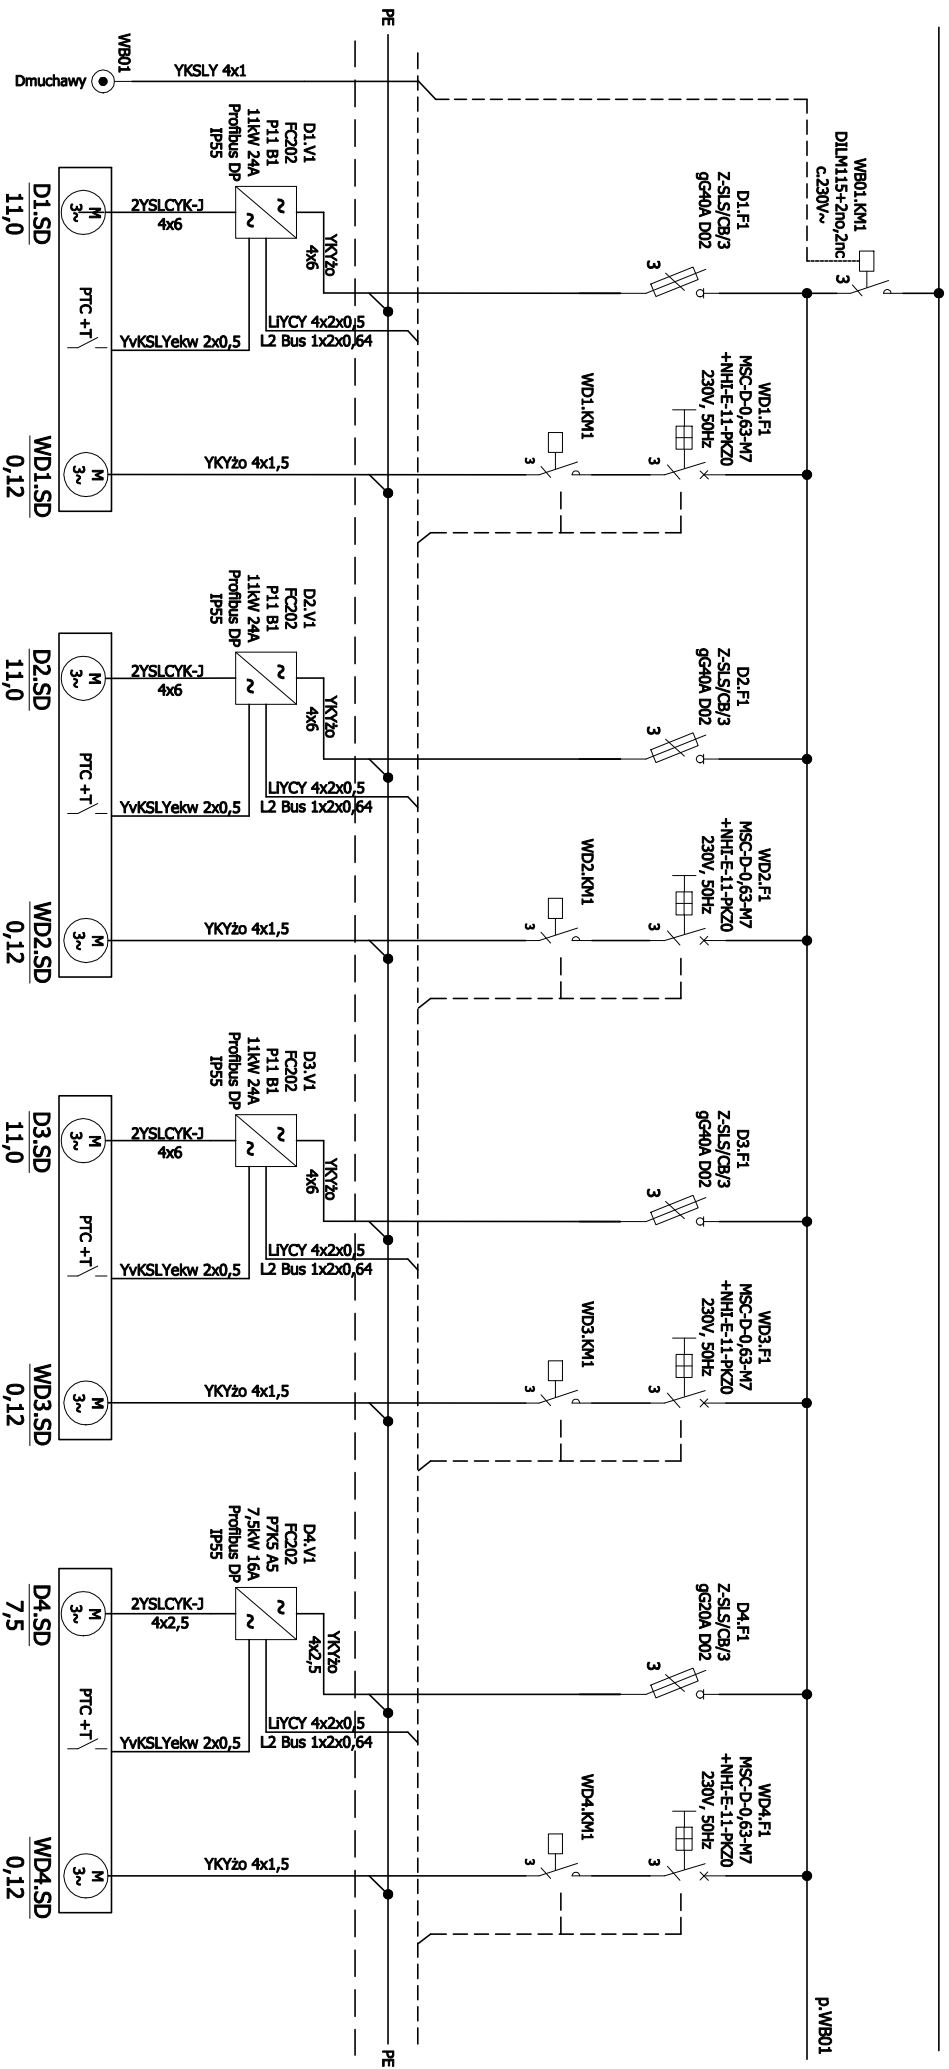 PE
WB01
Dmuchawy
YKSLY 4x1
WB01.KM1
DILM115+2no,2nc
c.230V~
3
p.WB01
PE
D1.F1
Z-SLS/CB/3
gG40A D02
3
D1.V1
FC202
P11 B1
11kW 24A
Profibus DP
IP55
YKYżo
4x6
2YSLCYK-J
4x6
LiYCY 4x2x0,5
L2 Bus 1x2x0,64
YvKSLYekw 2x0,5
PTC +T
M
3~
D1.SD
11,0
WD1.F1
MSC-D-0,63-M7
+NHI-E-11-PKZ0
230V, 50Hz
3
WD1.KM1
3
YKYżo 4x1,5
M
3~
WD1.SD
0,12
D2.F1
Z-SLS/CB/3
gG40A D02
3
D2.V1
FC202
P11 B1
11kW 24A
Profibus DP
IP55
YKYżo
4x6
2YSLCYK-J
4x6
LiYCY 4x2x0,5
L2 Bus 1x2x0,64
YvKSLYekw 2x0,5
PTC +T
M
3~
D2.SD
11,0
WD2.F1
MSC-D-0,63-M7
+NHI-E-11-PKZ0
230V, 50Hz
3
WD2.KM1
3
YKYżo 4x1,5
M
3~
WD2.SD
0,12
D3.F1
Z-SLS/CB/3
gG40A D02
3
D3.V1
FC202
P11 B1
11kW 24A
Profibus DP
IP55
YKYżo
4x6
2YSLCYK-J
4x6
LiYCY 4x2x0,5
L2 Bus 1x2x0,64
YvKSLYekw 2x0,5
PTC +T
M
3~
D3.SD
11,0
WD3.F1
MSC-D-0,63-M7
+NHI-E-11-PKZ0
230V, 50Hz
3
WD3.KM1
3
YKYżo 4x1,5
M
3~
WD3.SD
0,12
D4.F1
Z-SLS/CB/3
gG20A D02
3
D4.V1
FC202
P7K5 A5
7,5kW 16A
Profibus DP
IP55
YKYżo
4x2,5
2YSLCYK-J
4x2,5
LiYCY 4x2x0,5
L2 Bus 1x2x0,64
YvKSLYekw 2x0,5
PTC +T
M
3~
D4.SD
7,5
WD4.F1
MSC-D-0,63-M7
+NHI-E-11-PKZ0
230V, 50Hz
3
WD4.KM1
3
YKYżo 4x1,5
M
3~
WD4.SD
0,12